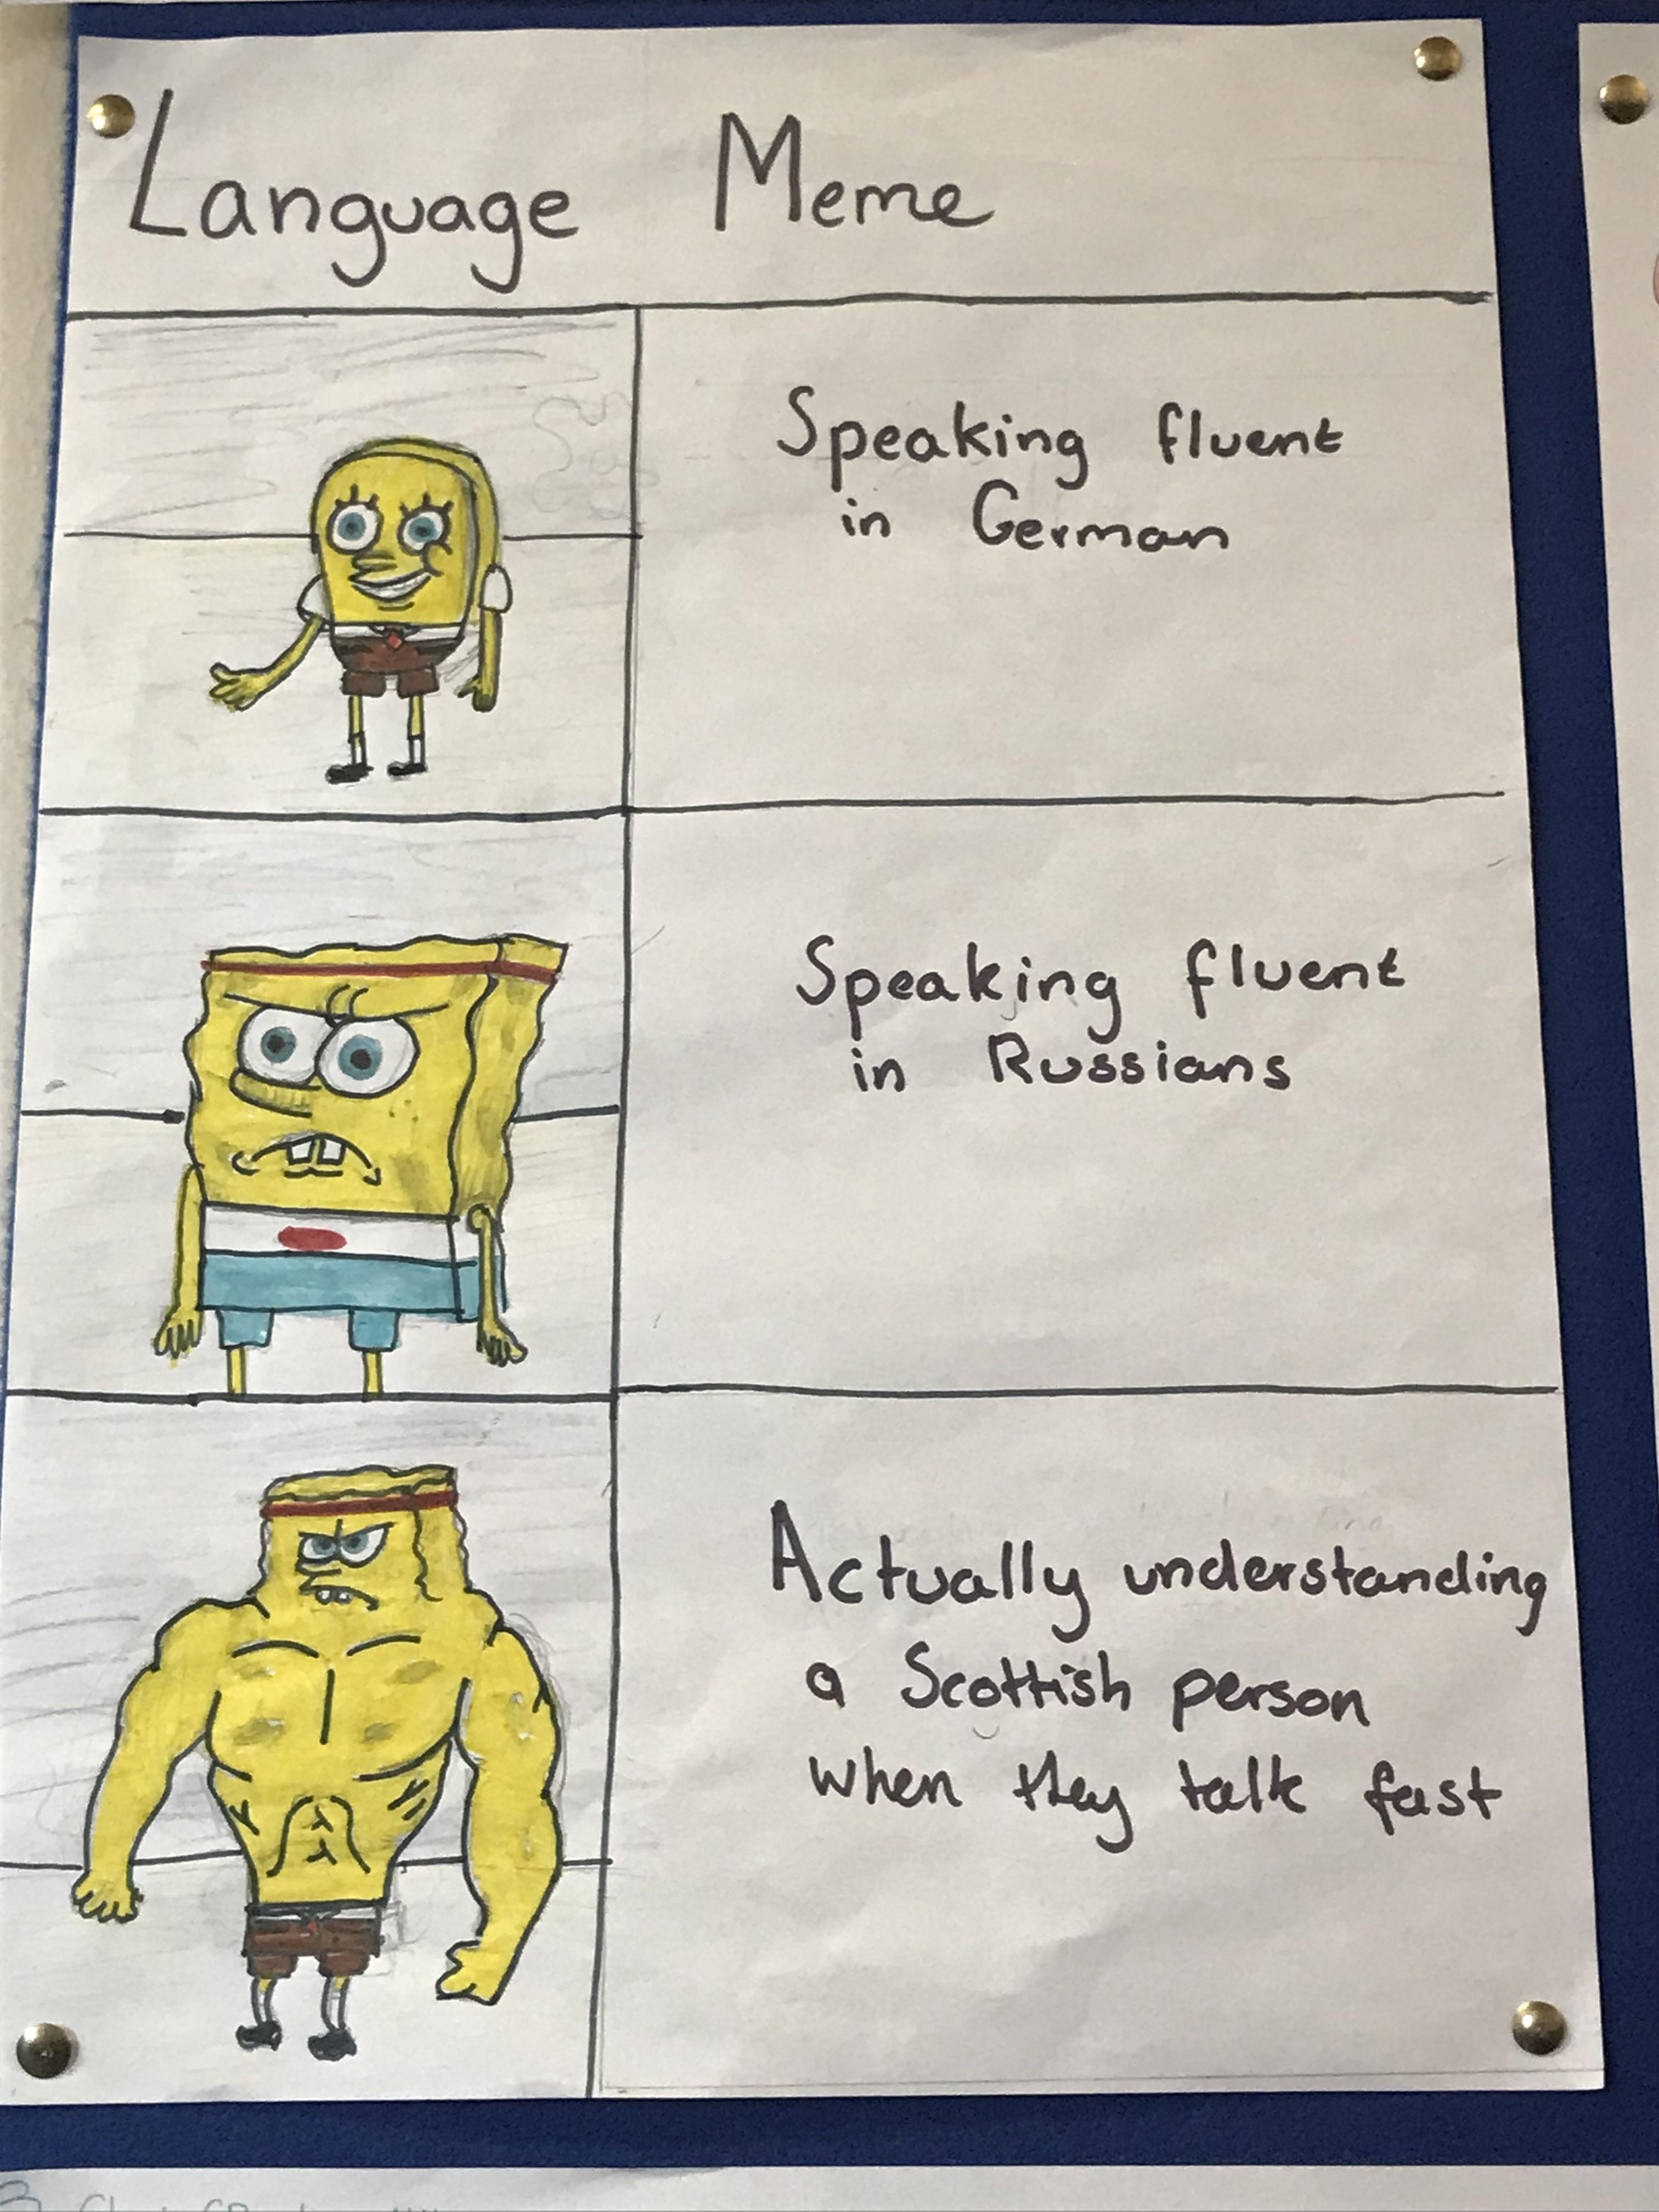 Language Meme
Speaking fluent
in German
Speaking fluent
in Russians
Actually understanding
a Scottish person
when they talk fast